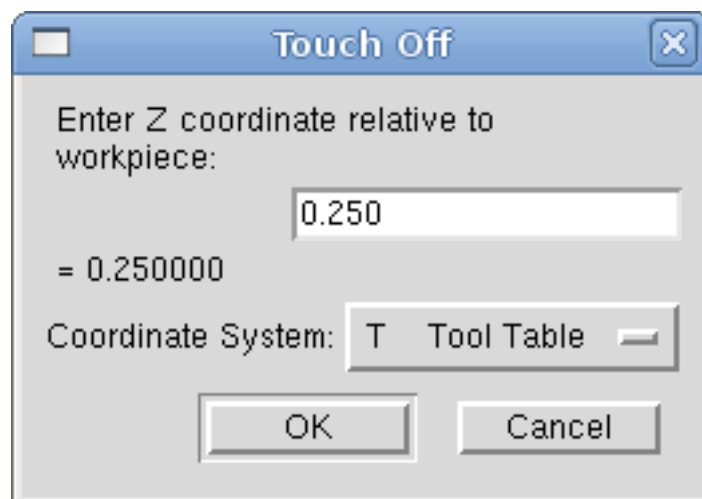 Touch Off
Enter Z coordinate relative to
workpiece:
0.250
= 0.250000
Coordinate System: T Tool Table
OK Cancel